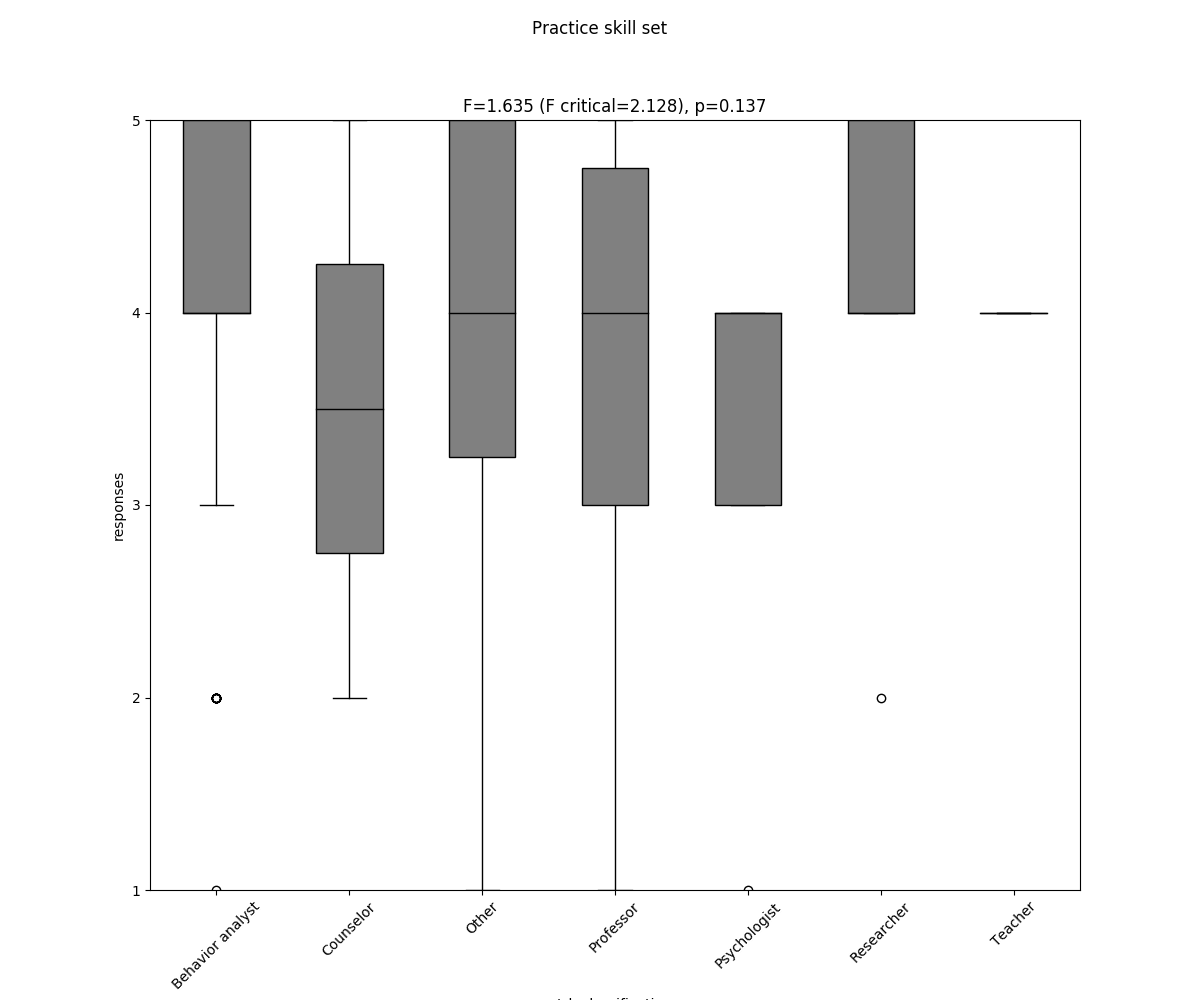 Practice skill set
F=1.635 (F critical=2.128), p=0.137
5
4
3
2
1
responses
Behavior analyst
Counselor
Other
Professor
Psychologist
Researcher
Teacher